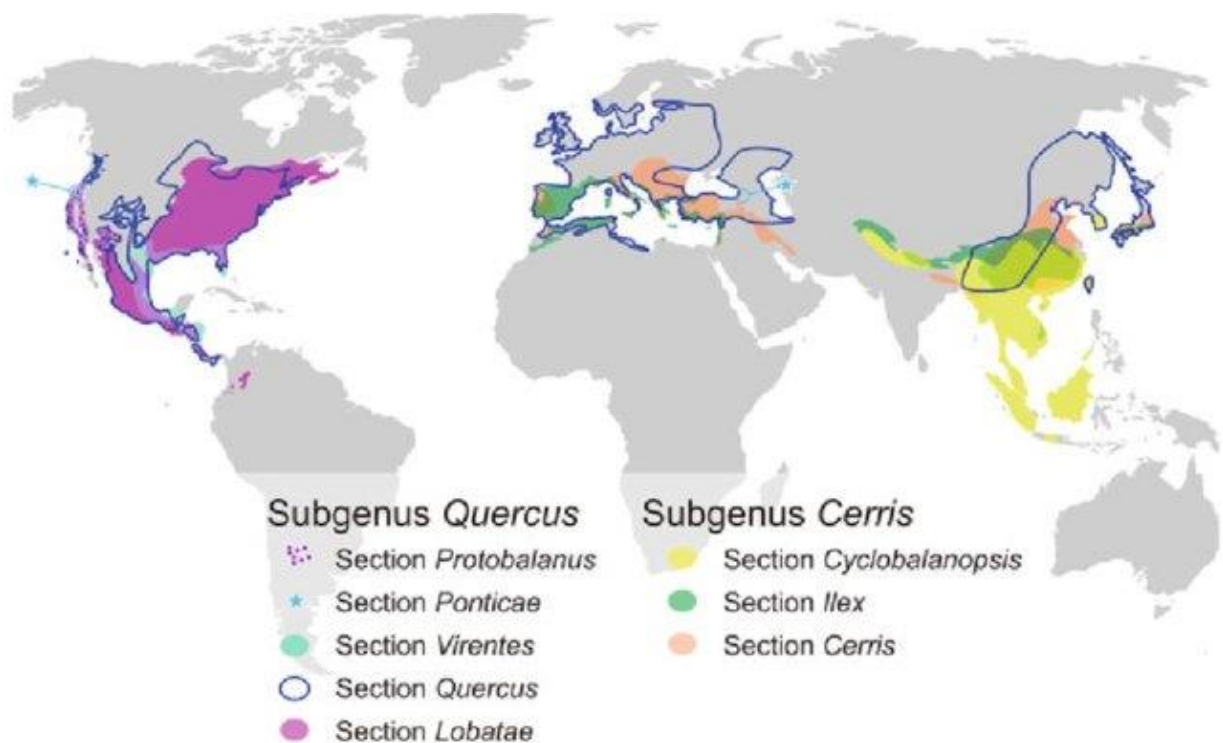 Subgenus Quercus
Section Protobalanus
Section Ponticae
Section Virentes
Section Quercus
Section Lobatae
Subgenus Cerris
Section Cyclobalanopsis
Section Ilex
Section Cerris